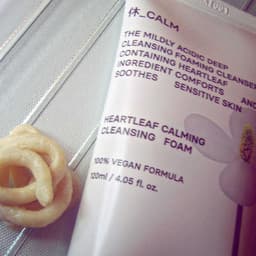 休_CALM
THE MILDLY ACIDIC DEEP
CLEANSING FOAMING CLEANSER
CONTAINING HEARTLEAF
INGREDIENT COMFORTS AND
SOOTHES SENSITIVE SKIN
HEARTLEAF CALMING
CLEANSING FOAM
100% VEGAN FORMULA
120ml / 4.05 fl. oz.